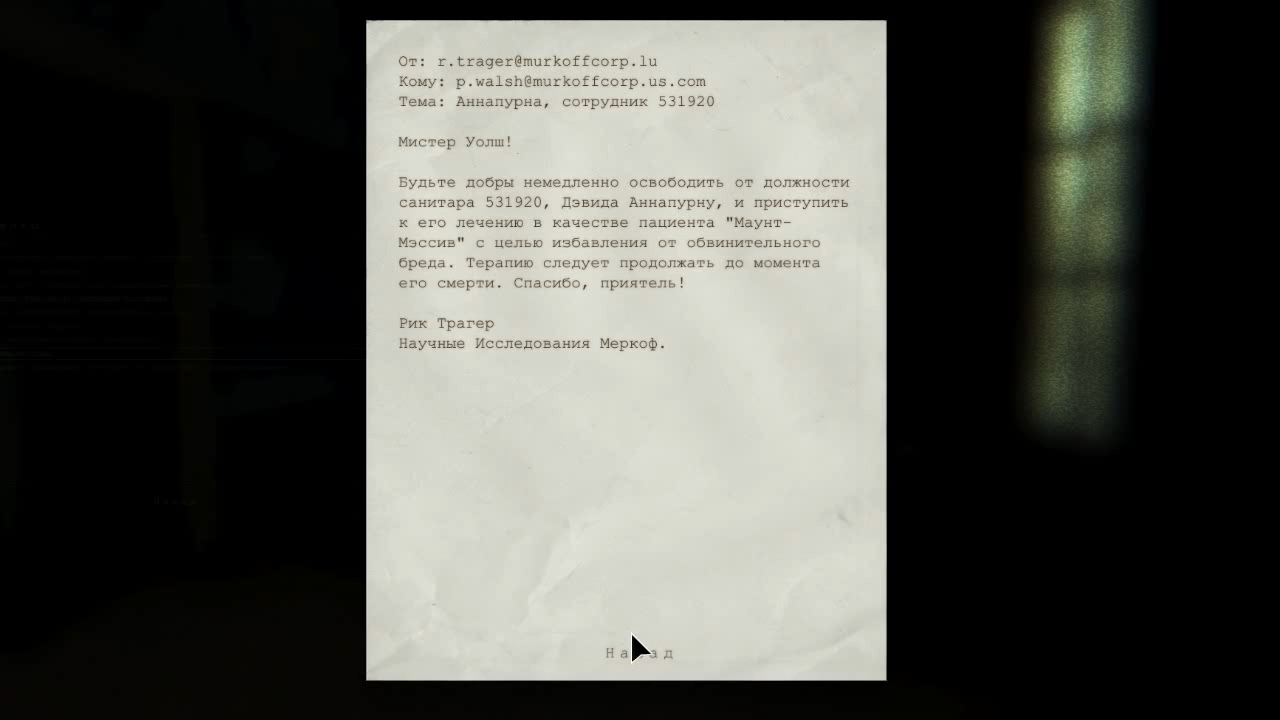 От: r.trager@murkoffcorp.lu
Кому: p.walsh@murkoffcorp.us.com
Тема: Аннапурна, сотрудник 531920
Мистер Уолш!
Будьте добры немедленно освободить от должности
санитара 531920, Дэвида Аннапурну, и приступить
к его лечению в качестве пациента "Маунт-
Мэссив" с целью избавления от обвинительного
бреда. Терапию следует продолжать до момента
его смерти. Спасибо, приятель!
Рик Трагер
Научные Исследования Меркоф.
Назад